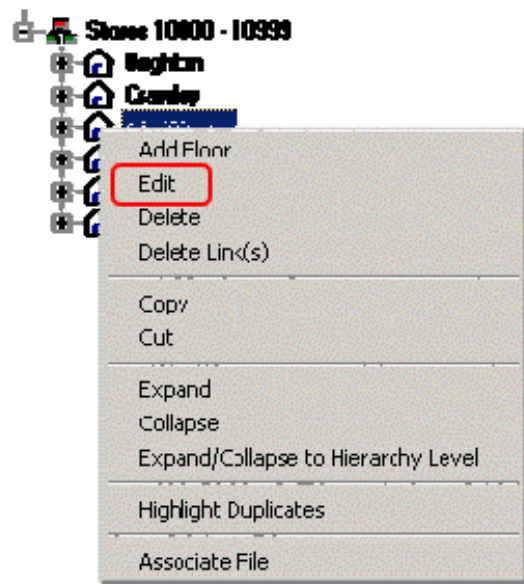 Stores 10000 - 10999
Crawley
Add Floor
Edit
Delete
Delete Link(s)
Copy
Cut
Expand
Collapse
Expand/Collapse to Hierarchy Level
Highlight Duplicates
Associate File